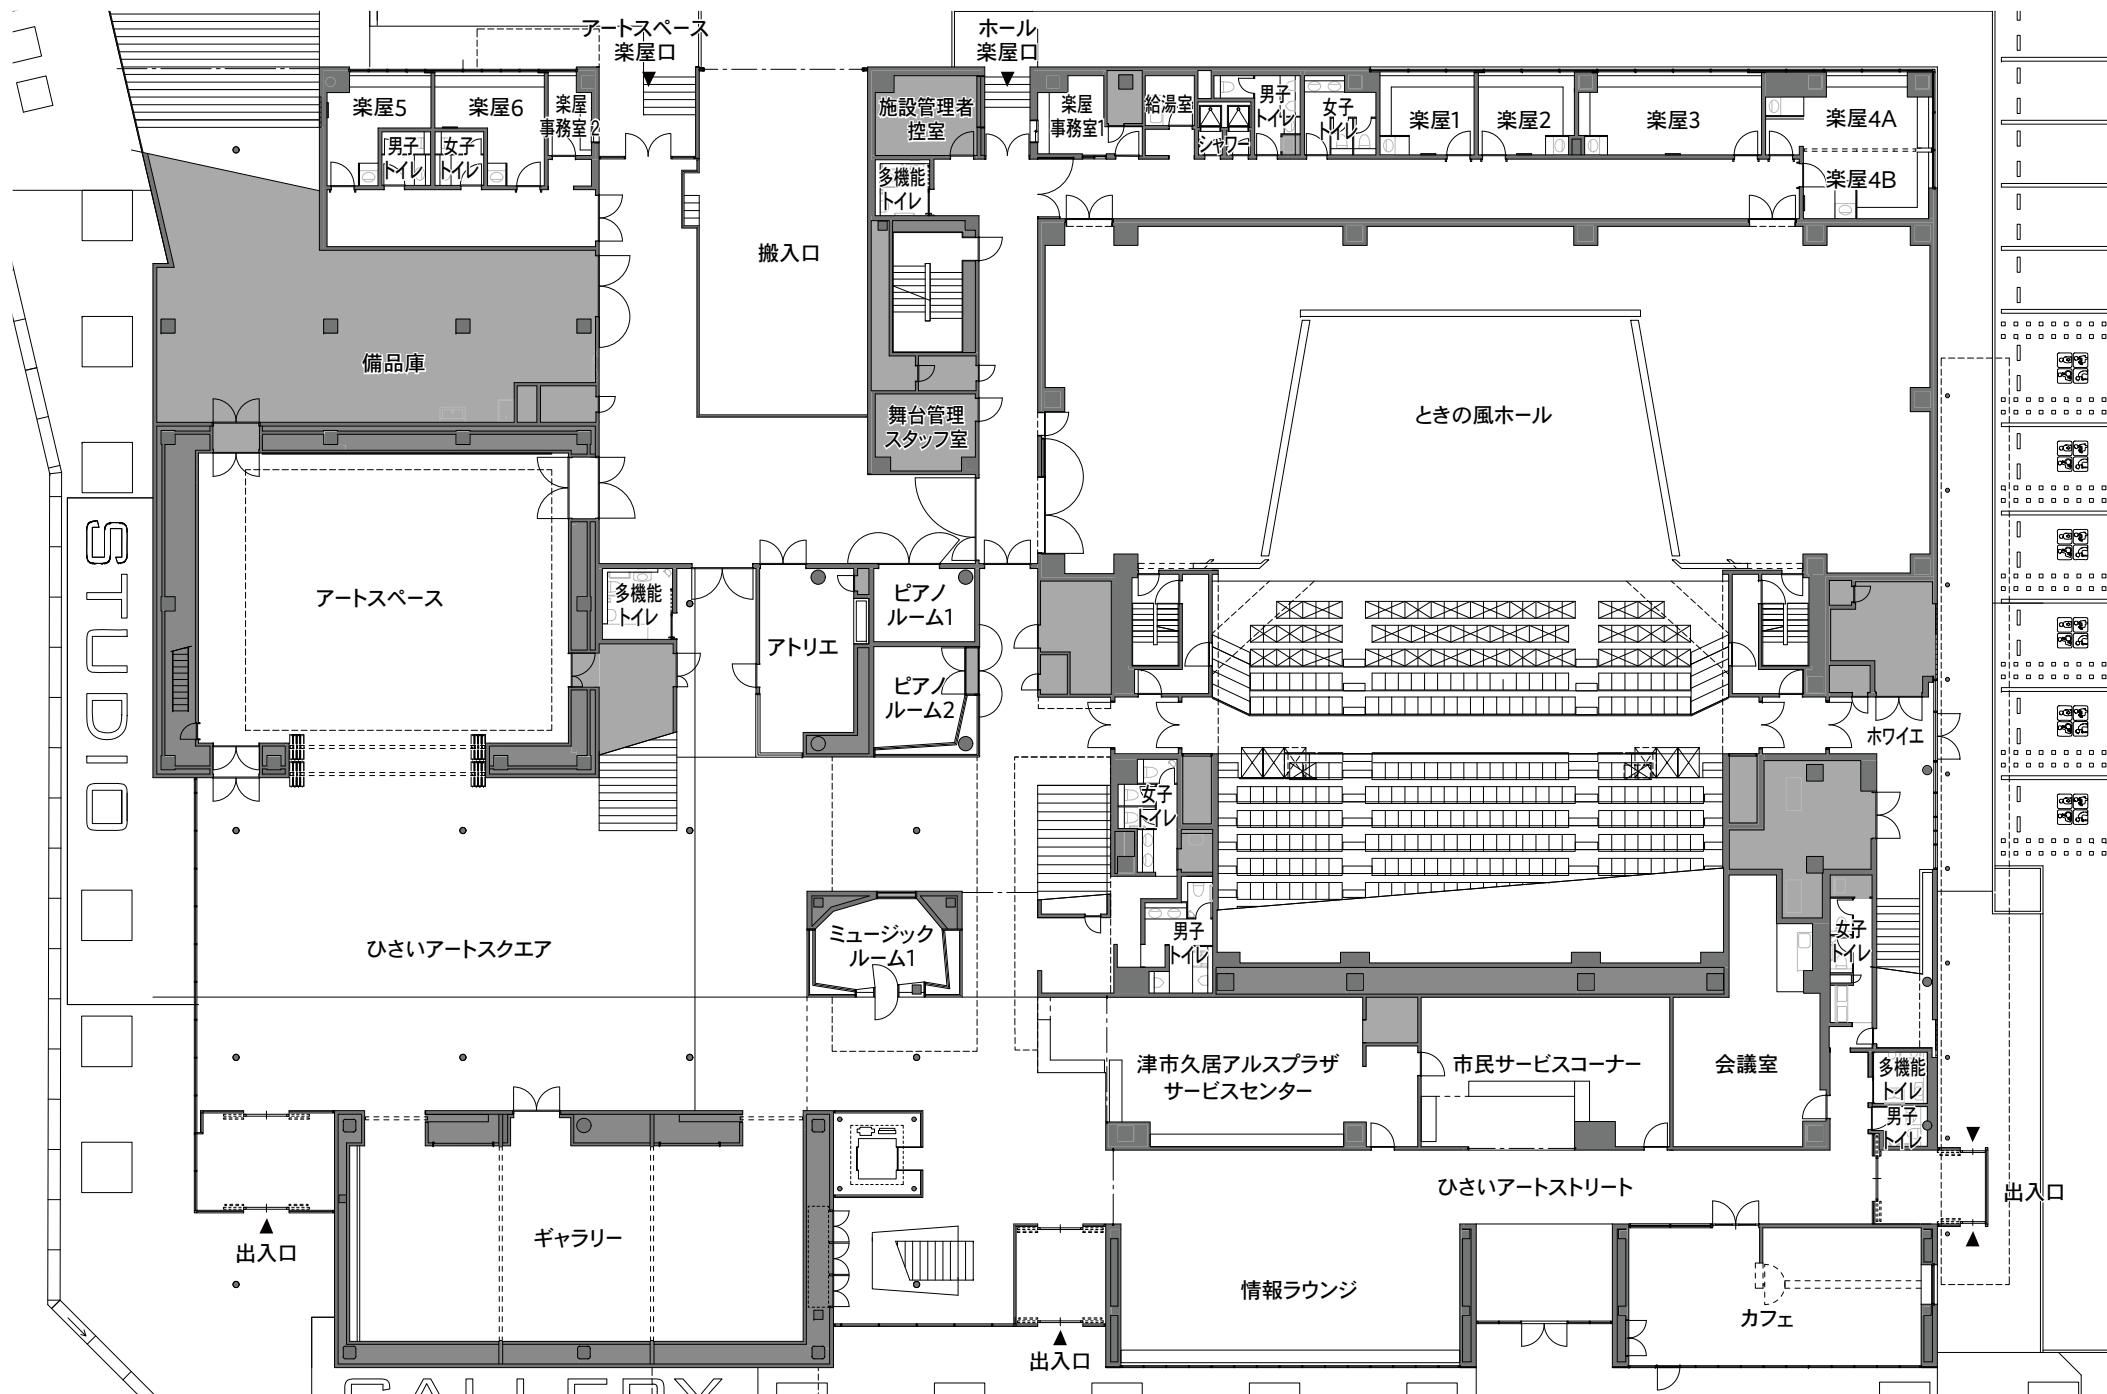 アートスペース
楽屋口
ホール
楽屋口
楽屋5
楽屋6
楽屋
事務室2
男子
トイレ
女子
トイレ
施設管理者
控室
多機能
トイレ
楽屋
事務室1
給湯室
シャワー
男子
トイレ
女子
トイレ
楽屋1
楽屋2
楽屋3
楽屋4A
楽屋4B
搬入口
備品庫
舞台管理
スタッフ室
ときの風ホール
STUDIO
アートスペース
多機能
トイレ
アトリエ
ピアノ
ルーム1
ピアノ
ルーム2
ホワイエ
女子
トイレ
男子
トイレ
女子
トイレ
ひさいアートスクエア
ミュージック
ルーム1
津市久居アルスプラザ
サービスセンター
市民サービスコーナー
会議室
多機能
トイレ
男子
トイレ
ひさいアートストリート
出入口
出入口
ギャラリー
情報ラウンジ
カフェ
出入口
GALLERY